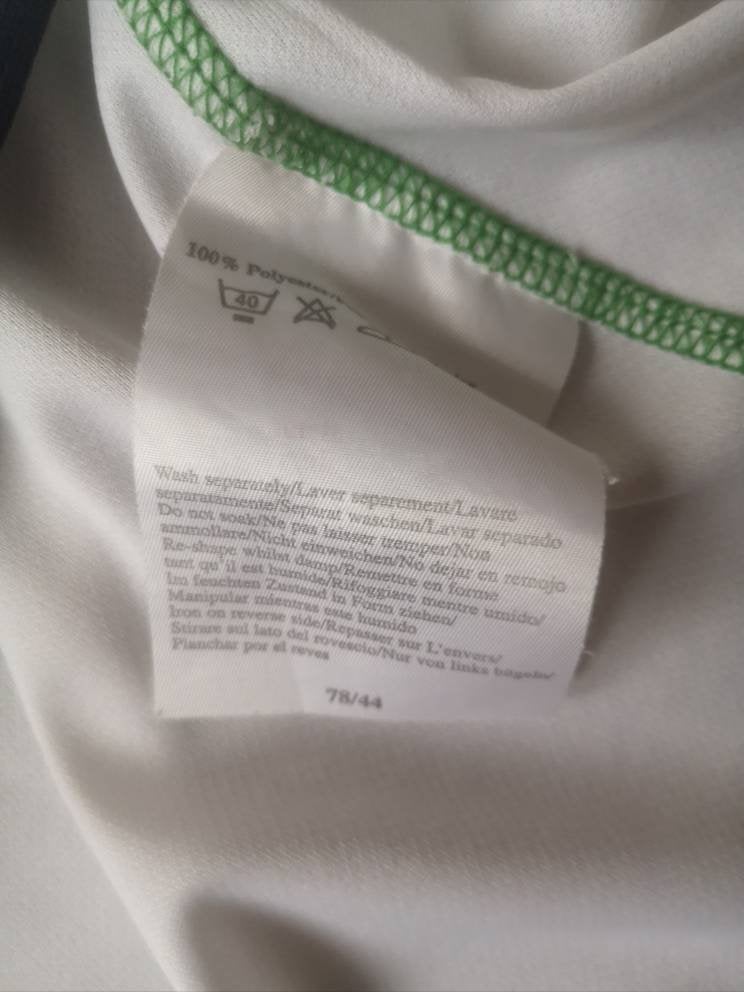 100% Polyester
40
Wash separately/Laver separement/Lavare
separatamente/Separat waschen/Lavar separado
Do not soak/Ne pas laisser tremper/Non
ammollare/Nicht einweichen/No dejar en remojo
Re-shape whilst damp/Remettre en forme
tant qu'il est humide/Rifoggiare mentre umido/
Im feuchten Zustand in Form ziehen/
Manipular mientras este humido
Iron on reverse side/Repasser sur L'envers/
Stirare sul lato del rovescio/Nur von links bugeln/
Planchar por el reves
78/44